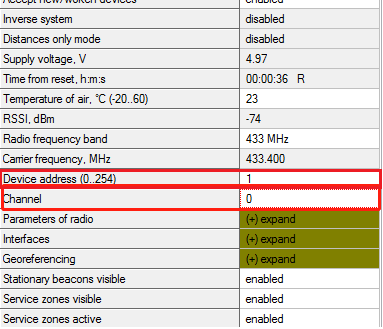 Accept new/woken devices enabled
Inverse system disabled
Distances only mode disabled
Supply voltage, V 4.97
Time from reset, h:m:s 00:00:36 R
Temperature of air, °C (-20..60) 23
RSSI, dBm -74
Radio frequency band 433 MHz
Carrier frequency, MHz 433.400
Device address (0..254) 1
Channel 0
Parameters of radio (+) expand
Interfaces (+) expand
Georeferencing (+) expand
Stationary beacons visible enabled
Service zones visible enabled
Service zones active enabled